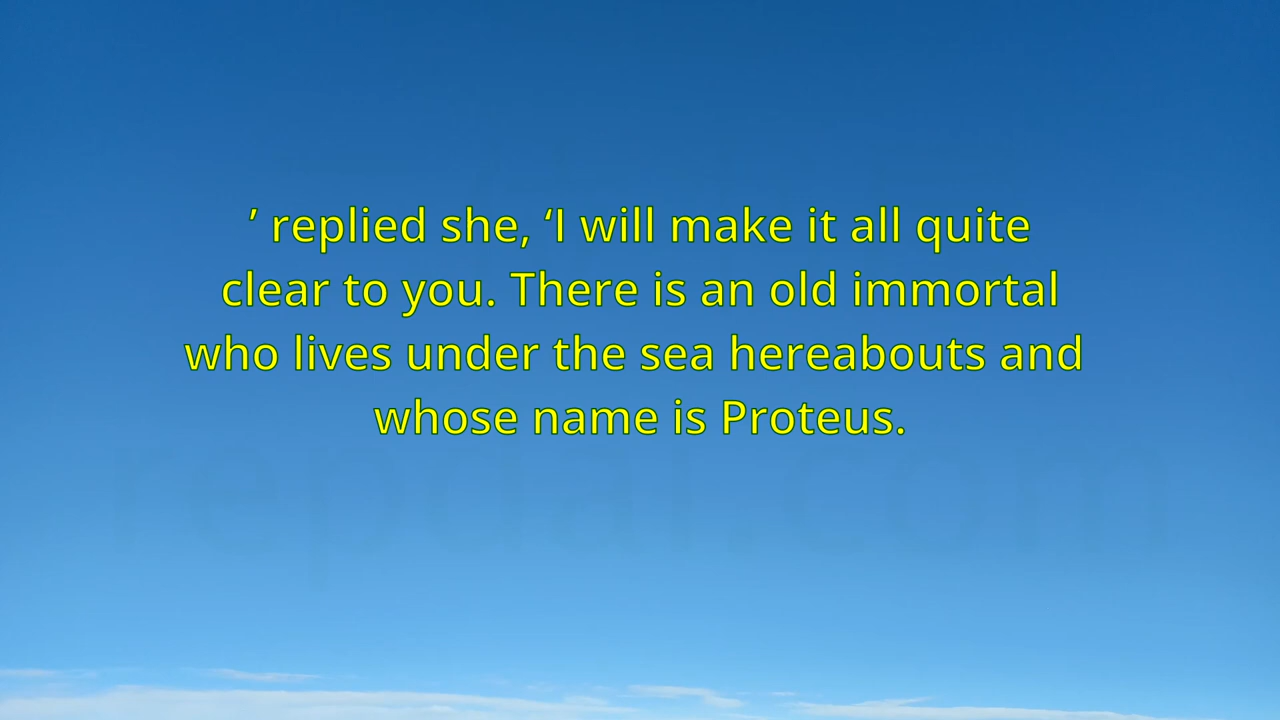 ’ replied she, ‘I will make it all quite
clear to you. There is an old immortal
who lives under the sea hereabouts and
whose name is Proteus.